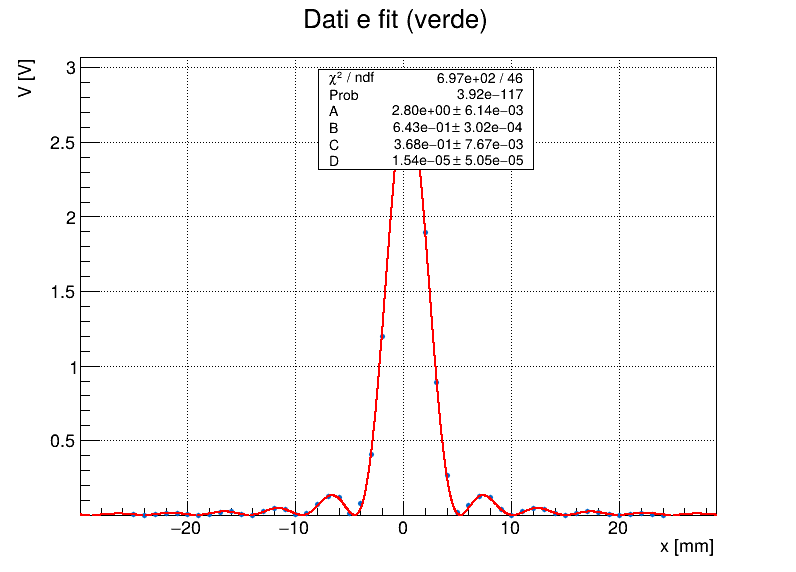 Dati e fit (verde)
V [V]
χ² / ndf 6.97e+02 / 46
Prob 3.92e−117
A 2.80e+00 ± 6.14e−03
B 6.43e−01 ± 3.02e−04
C 3.68e−01 ± 7.67e−03
D 1.54e−05 ± 5.05e−05
3
2.5
2
1.5
1
0.5
−20 −10 0 10 20
x [mm]